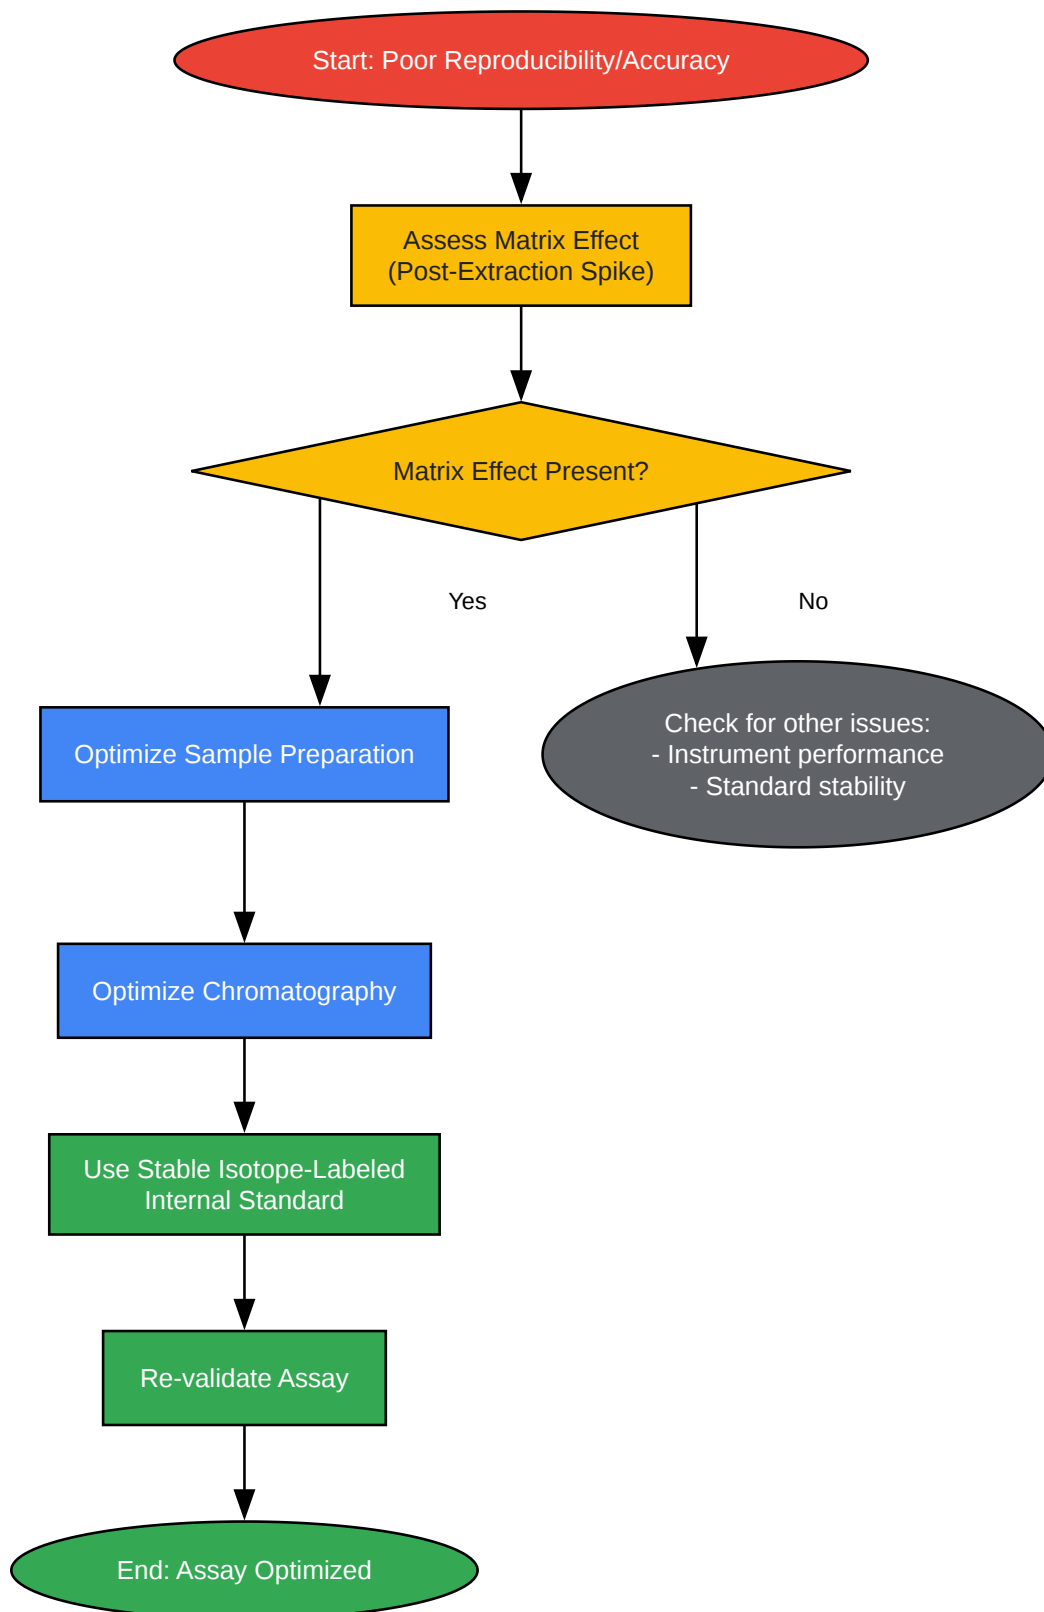 Start: Poor Reproducibility/Accuracy
Assess Matrix Effect
(Post-Extraction Spike)
Matrix Effect Present?
Yes
No
Check for other issues:
- Instrument performance
- Standard stability
Optimize Sample Preparation
Optimize Chromatography
Use Stable Isotope-Labeled
Internal Standard
Re-validate Assay
End: Assay Optimized